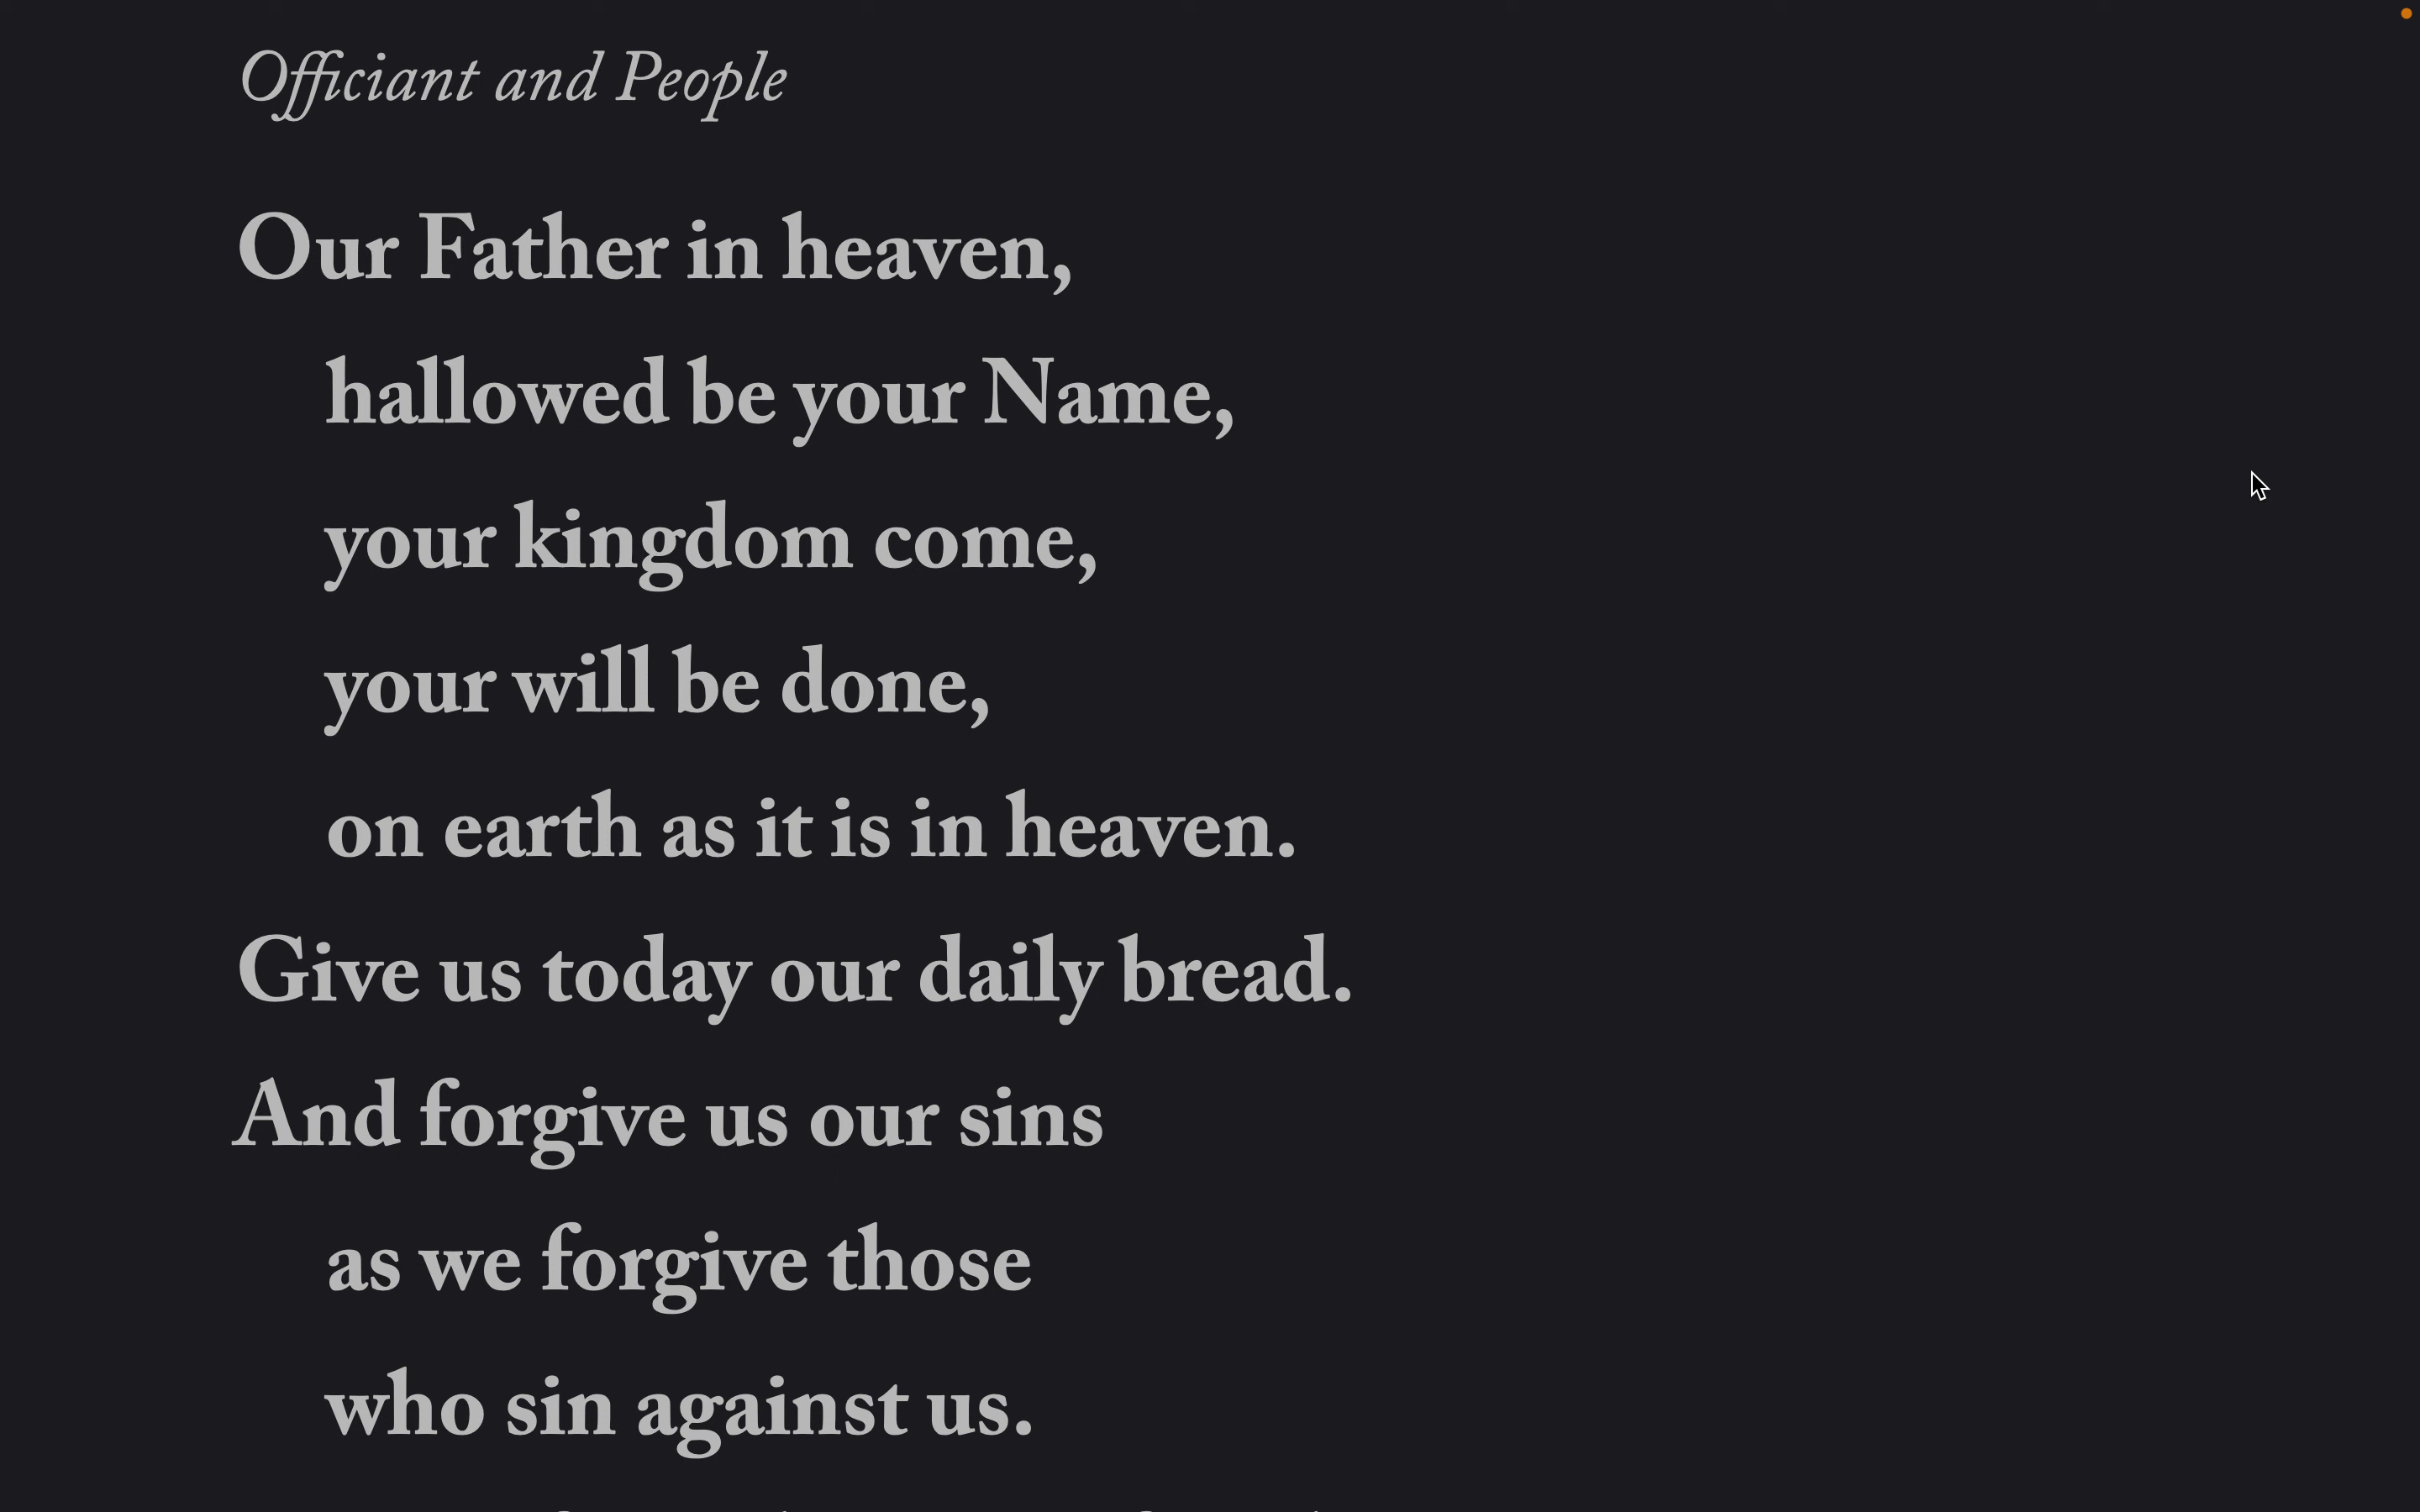 Officiant and People
Our Father in heaven,
hallowed be your Name,
your kingdom come,
your will be done,
on earth as it is in heaven.
Give us today our daily bread.
And forgive us our sins
as we forgive those
who sin against us.